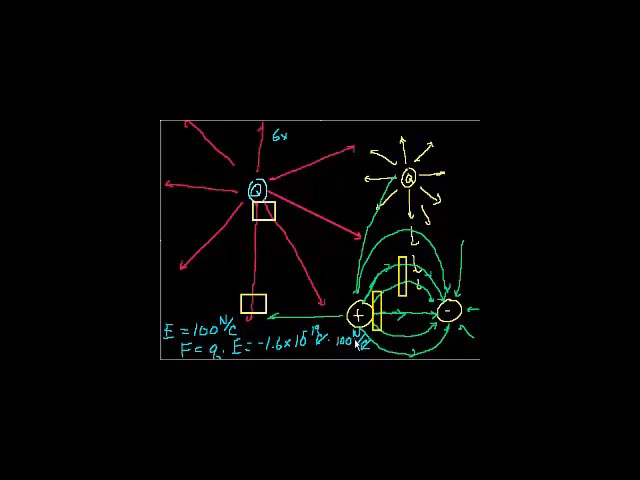 6x
Q
Q
+
-
E = 100 N/C
F = q · E = -1.6 x 10^-19 C · 100 N/C